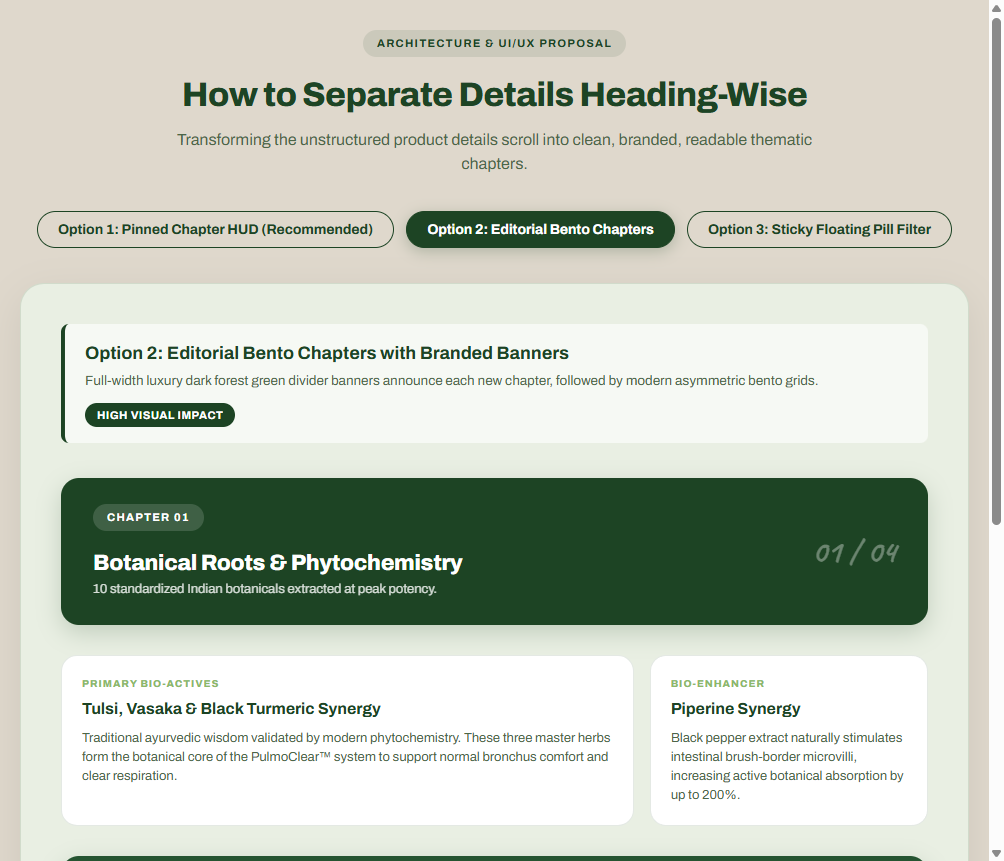 ARCHITECTURE & UI/UX PROPOSAL
How to Separate Details Heading-Wise
Transforming the unstructured product details scroll into clean, branded, readable thematic
chapters.
Option 1: Pinned Chapter HUD (Recommended)
Option 2: Editorial Bento Chapters
Option 3: Sticky Floating Pill Filter
Option 2: Editorial Bento Chapters with Branded Banners
Full-width luxury dark forest green divider banners announce each new chapter, followed by modern asymmetric bento grids.
HIGH VISUAL IMPACT
CHAPTER 01
Botanical Roots & Phytochemistry
10 standardized Indian botanicals extracted at peak potency.
01 / 04
PRIMARY BIO-ACTIVES
Tulsi, Vasaka & Black Turmeric Synergy
Traditional ayurvedic wisdom validated by modern phytochemistry. These three master herbs
form the botanical core of the PulmoClear™ system to support normal bronchus comfort and
clear respiration.
BIO-ENHANCER
Piperine Synergy
Black pepper extract naturally stimulates
intestinal brush-border microvilli,
increasing active botanical absorption by
up to 200%.